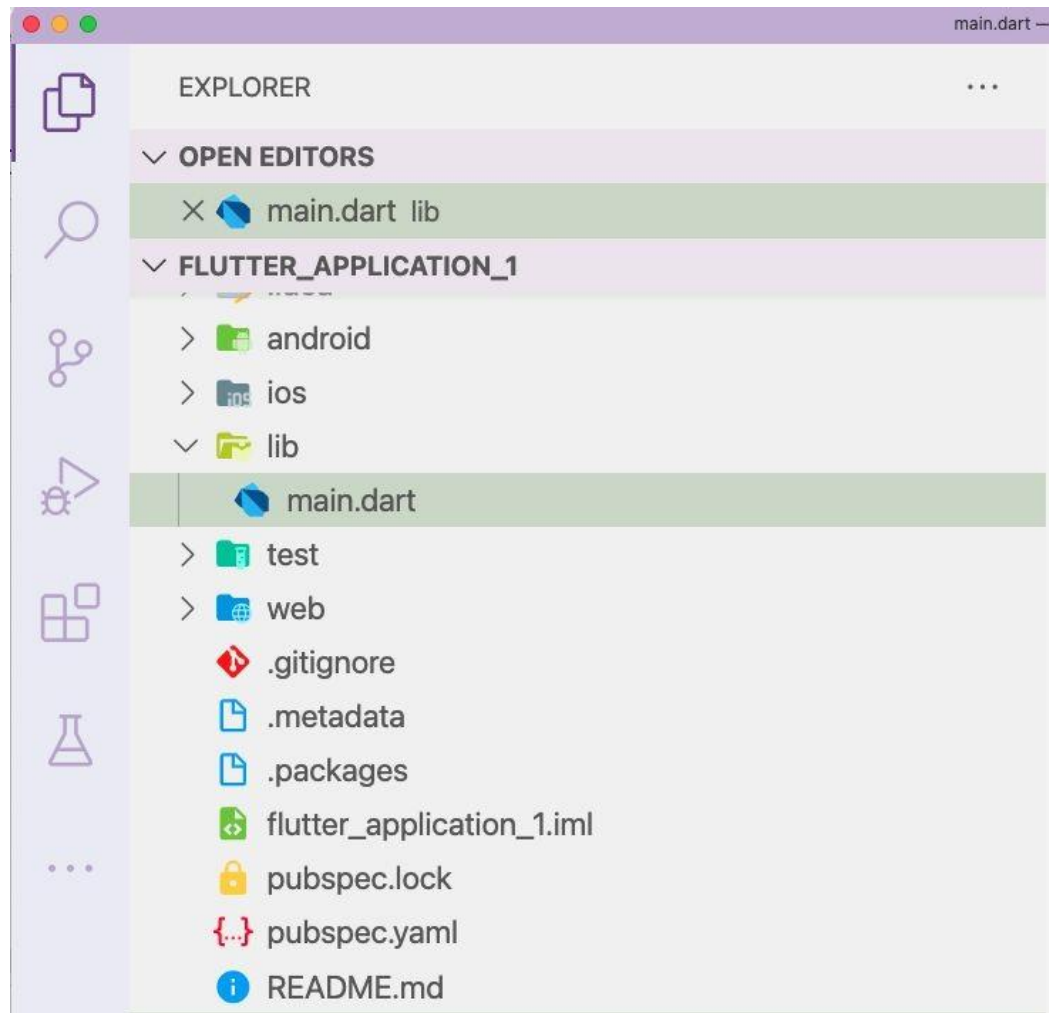 main.dart —
EXPLORER
OPEN EDITORS
main.dart lib
FLUTTER_APPLICATION_1
android
ios
lib
main.dart
test
web
.gitignore
.metadata
.packages
flutter_application_1.iml
pubspec.lock
pubspec.yaml
README.md